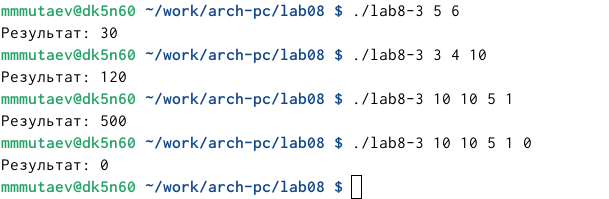 mmmutaev@dk5n60 ~/work/arch-pc/lab08 $ ./lab8-3 5 6
Результат: 30
mmmutaev@dk5n60 ~/work/arch-pc/lab08 $ ./lab8-3 3 4 10
Результат: 120
mmmutaev@dk5n60 ~/work/arch-pc/lab08 $ ./lab8-3 10 10 5 1
Результат: 500
mmmutaev@dk5n60 ~/work/arch-pc/lab08 $ ./lab8-3 10 10 5 1 0
Результат: 0
mmmutaev@dk5n60 ~/work/arch-pc/lab08 $